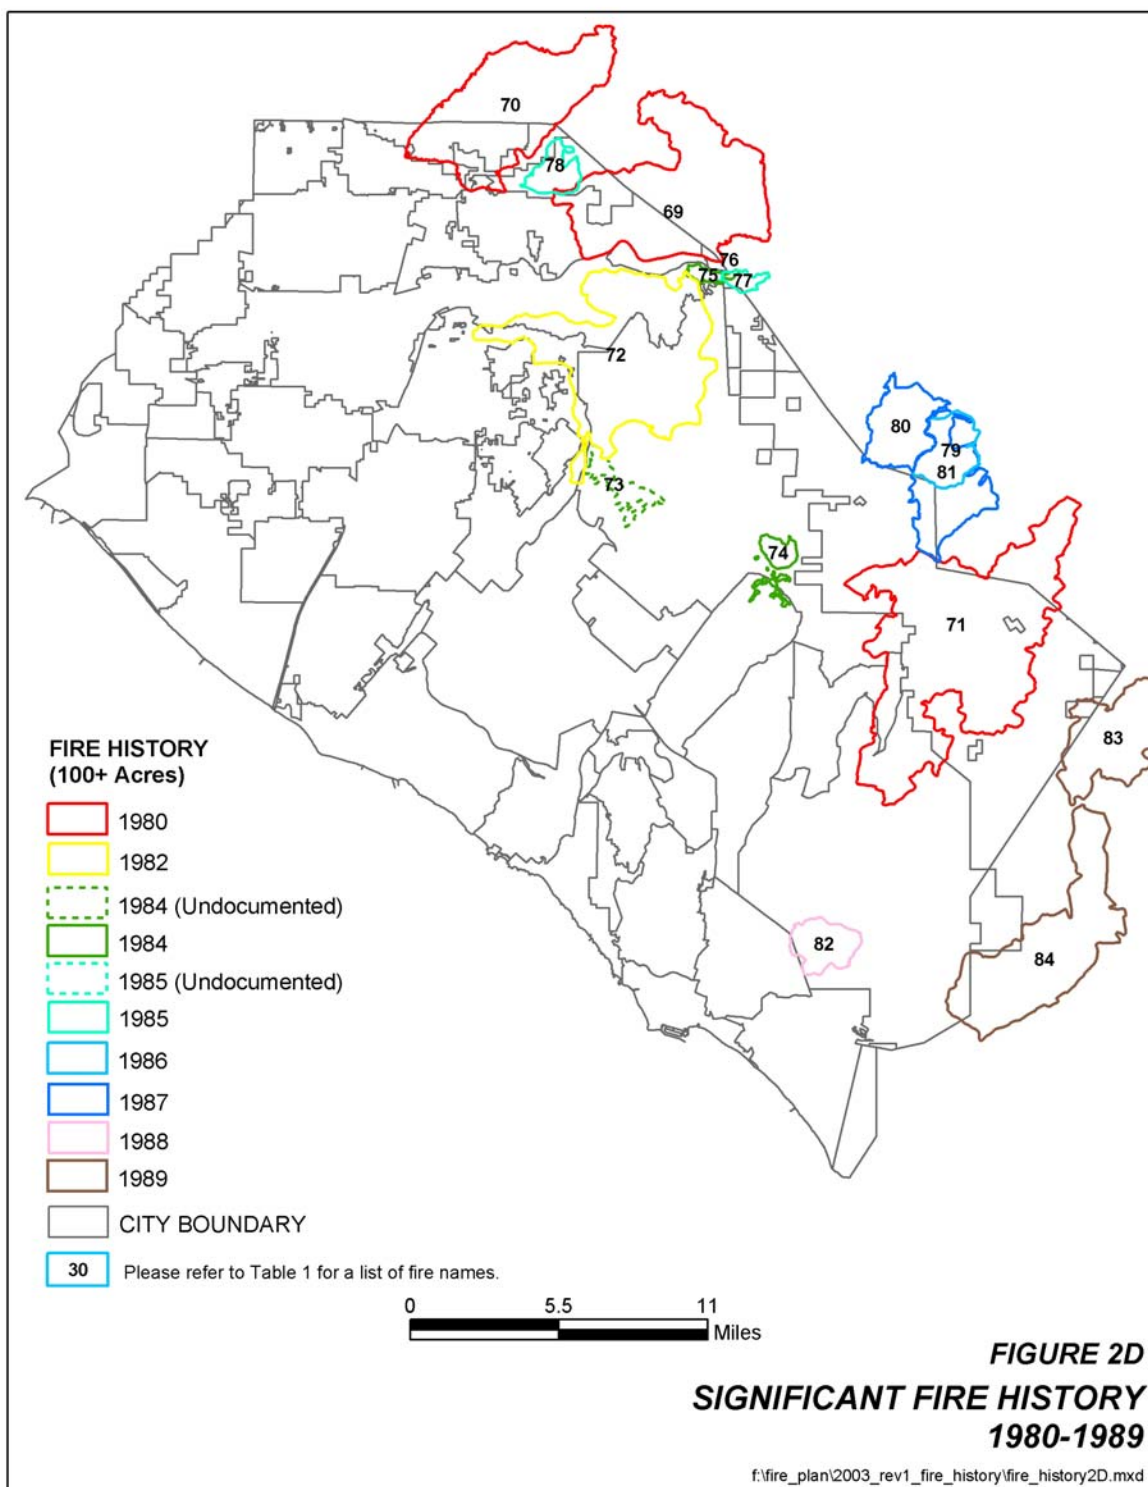 70
78
69
76
75
77
72
80
79
81
73
74
71
83
82
84
FIRE HISTORY
(100+ Acres)
1980
1982
1984 (Undocumented)
1984
1985 (Undocumented)
1985
1986
1987
1988
1989
CITY BOUNDARY
30 Please refer to Table 1 for a list of fire names.
0 5.5 11
Miles
FIGURE 2D
SIGNIFICANT FIRE HISTORY
1980-1989
f:\fire_plan\2003_rev1_fire_history\fire_history2D.mxd